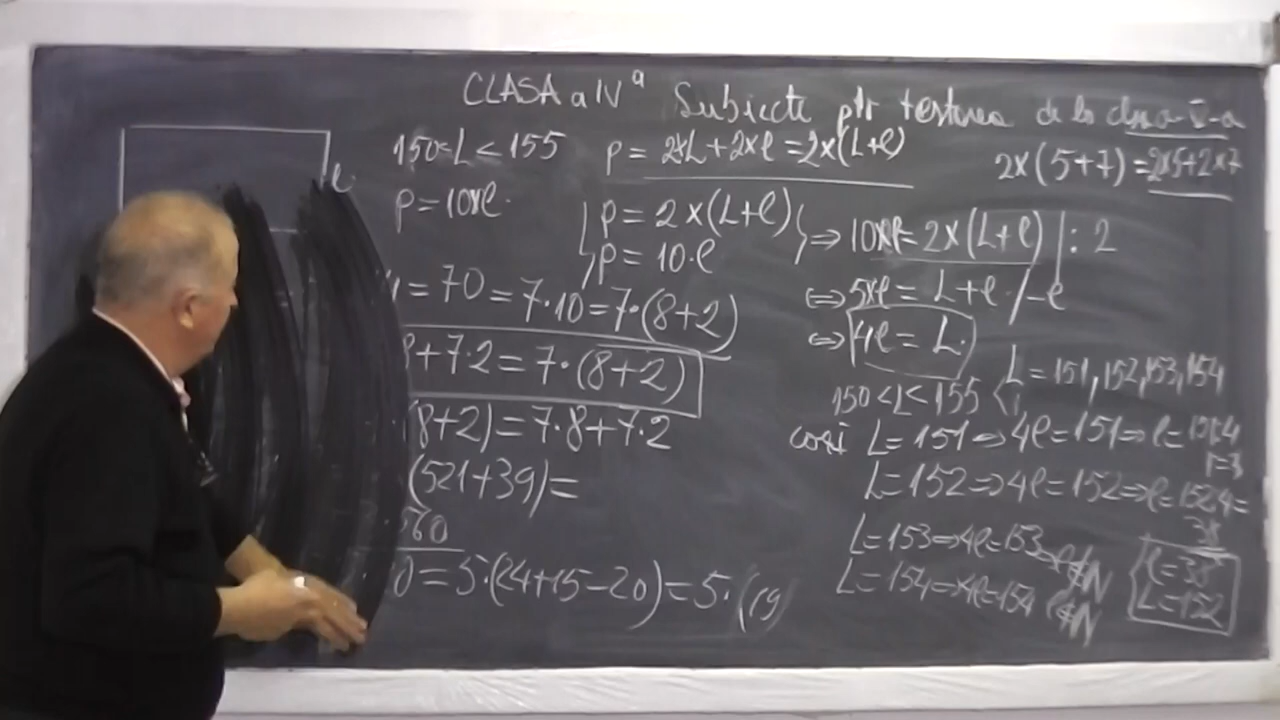 CLASA a IVª Subiecte ptr testarea de la clasa a-V-a
l
150<L<155
p=10xl
p=2xL+2xl=2x(L+l)
2x(5+7)=2x5+2x7
p=2x(L+l)
p=10·l
⇒ 10xl=2x(L+l) |:2
⇔ 5xl=L+l /-l
⇔ 4l=L.
150<L<155
L=151,152,153,154
cazi L=151⇒4l=151⇒l=151:4
r=3
L=152⇒4l=152⇒l=152:4=
38
L=153⇒4l=153⇒l∉N
L=154⇒4l=154 l∉N
l=38
L=152
=70=7·10=7·(8+2)
8+7·2=7·(8+2)
(8+2)=7·8+7·2
(521+39)=
560
0=5·(24+15-20)=5·(19)